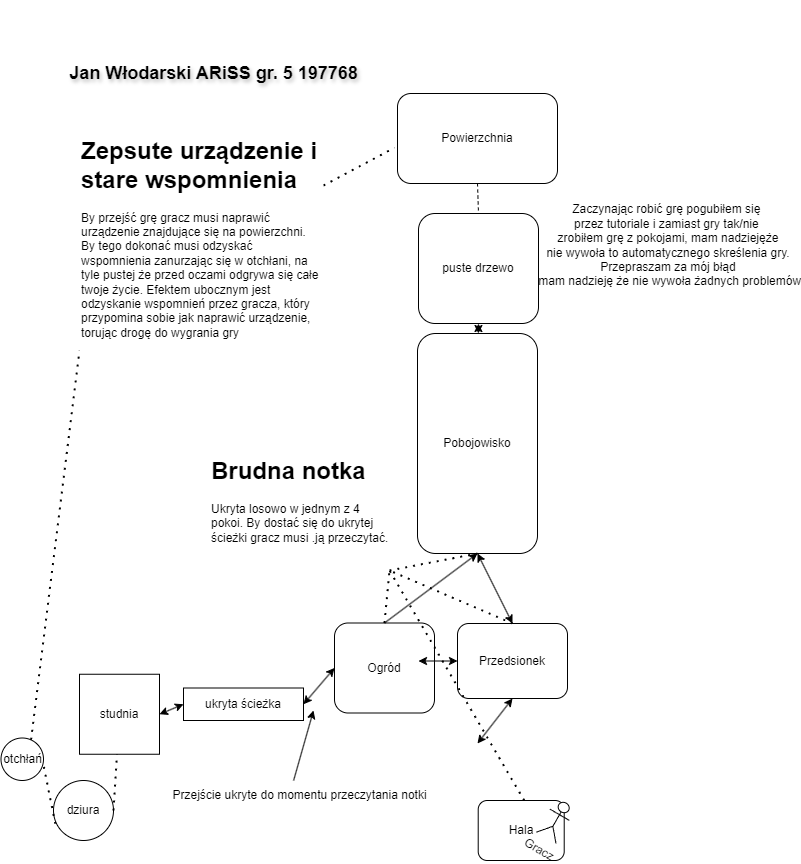 Jan Włodarski ARiSS gr. 5 197768
Powierzchnia
Zepsute urządzenie i
stare wspomnienia
By przejść grę gracz musi naprawić
urządzenie znajdujące się na powierzchni.
By tego dokonać musi odzyskać
wspomnienia zanurzając się w otchłani, na
tyle pustej że przed oczami odgrywa się całe
twoje życie. Efektem ubocznym jest
odzyskanie wspomnień przez gracza, który
przypomina sobie jak naprawić urządzenie,
torując drogę do wygrania gry
puste drzewo
Zaczynając robić grę pogubiłem się
przez tutoriale i zamiast gry tak/nie
zrobiłem grę z pokojami, mam nadziejęże
nie wywoła to automatycznego skreślenia gry.
Przepraszam za mój błąd
mam nadzieję że nie wywoła żadnych problemów
Pobojowisko
Brudna notka
Ukryta losowo w jednym z 4
pokoi. By dostać się do ukrytej
ścieżki gracz musi .ją przeczytać.
Ogród
Przedsionek
ukryta ścieżka
studnia
otchłań
dziura
Przejście ukryte do momentu przeczytania notki
Hala
Gracz